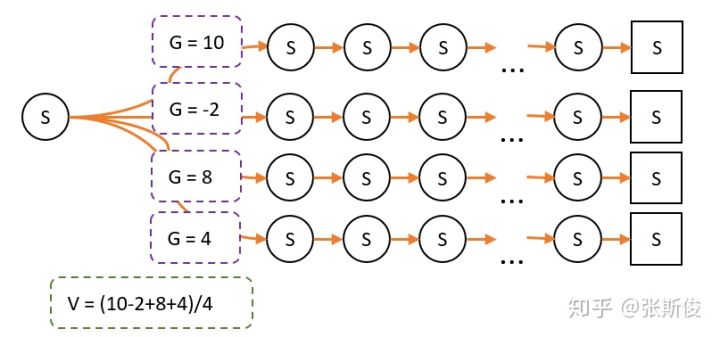 G = 10
S S S S S
...
S
G = -2
S S S S S
...
G = 8
S S S S S
...
G = 4
S S S S S
...
V = (10-2+8+4)/4
知乎 @张斯俊